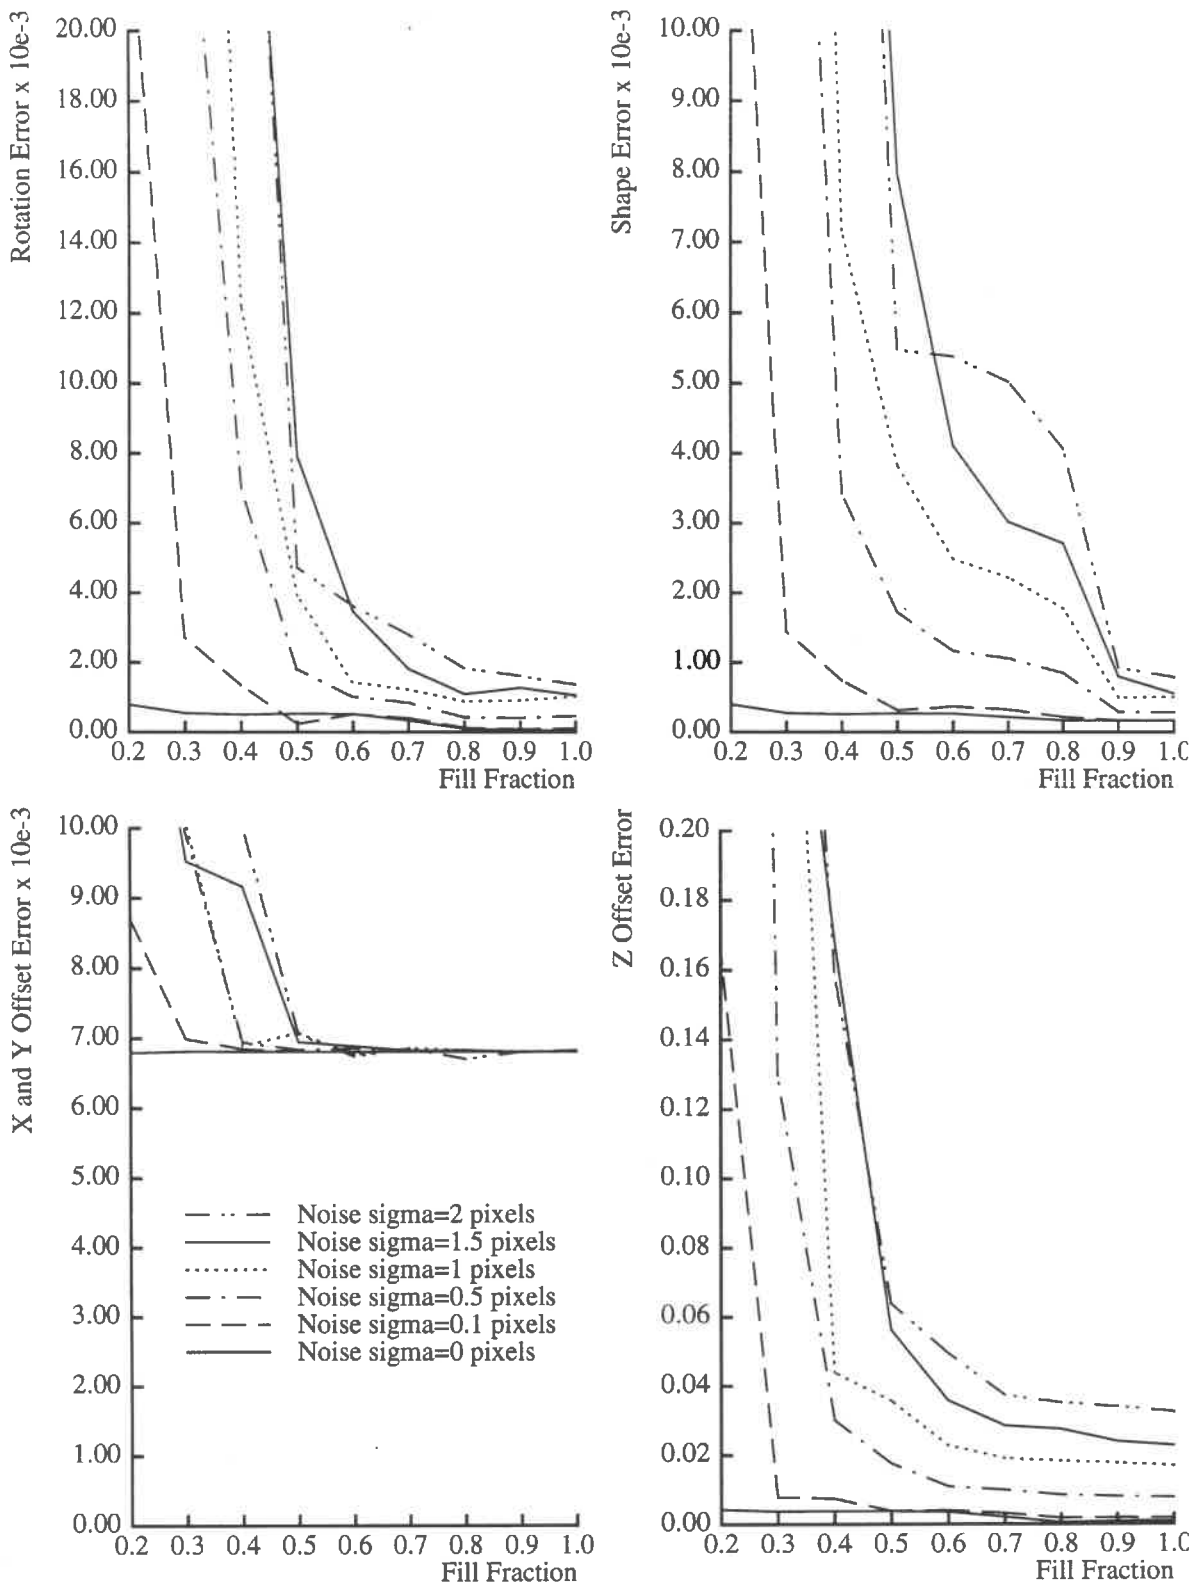 Rotation Error x 10e-3
20.00
18.00
16.00
14.00
12.00
10.00
8.00
6.00
4.00
2.00
0.00
0.2 0.3 0.4 0.5 0.6 0.7 0.8 0.9 1.0
Fill Fraction
Shape Error x 10e-3
10.00
9.00
8.00
7.00
6.00
5.00
4.00
3.00
2.00
1.00
0.00
0.2 0.3 0.4 0.5 0.6 0.7 0.8 0.9 1.0
Fill Fraction
X and Y Offset Error x 10e-3
10.00
9.00
8.00
7.00
6.00
5.00
4.00
3.00
2.00
1.00
0.00
Noise sigma=2 pixels
Noise sigma=1.5 pixels
Noise sigma=1 pixels
Noise sigma=0.5 pixels
Noise sigma=0.1 pixels
Noise sigma=0 pixels
0.2 0.3 0.4 0.5 0.6 0.7 0.8 0.9 1.0
Fill Fraction
Z Offset Error
0.20
0.18
0.16
0.14
0.12
0.10
0.08
0.06
0.04
0.02
0.00
0.2 0.3 0.4 0.5 0.6 0.7 0.8 0.9 1.0
Fill Fraction